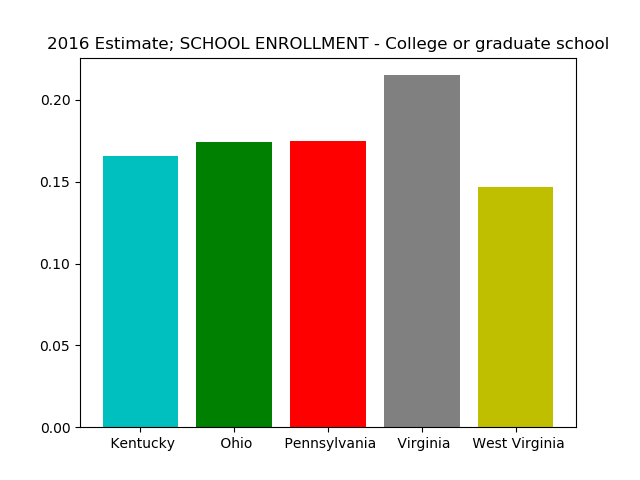 2016 Estimate; SCHOOL ENROLLMENT - College or graduate school
0.20
0.15
0.10
0.05
0.00
Kentucky Ohio Pennsylvania Virginia West Virginia